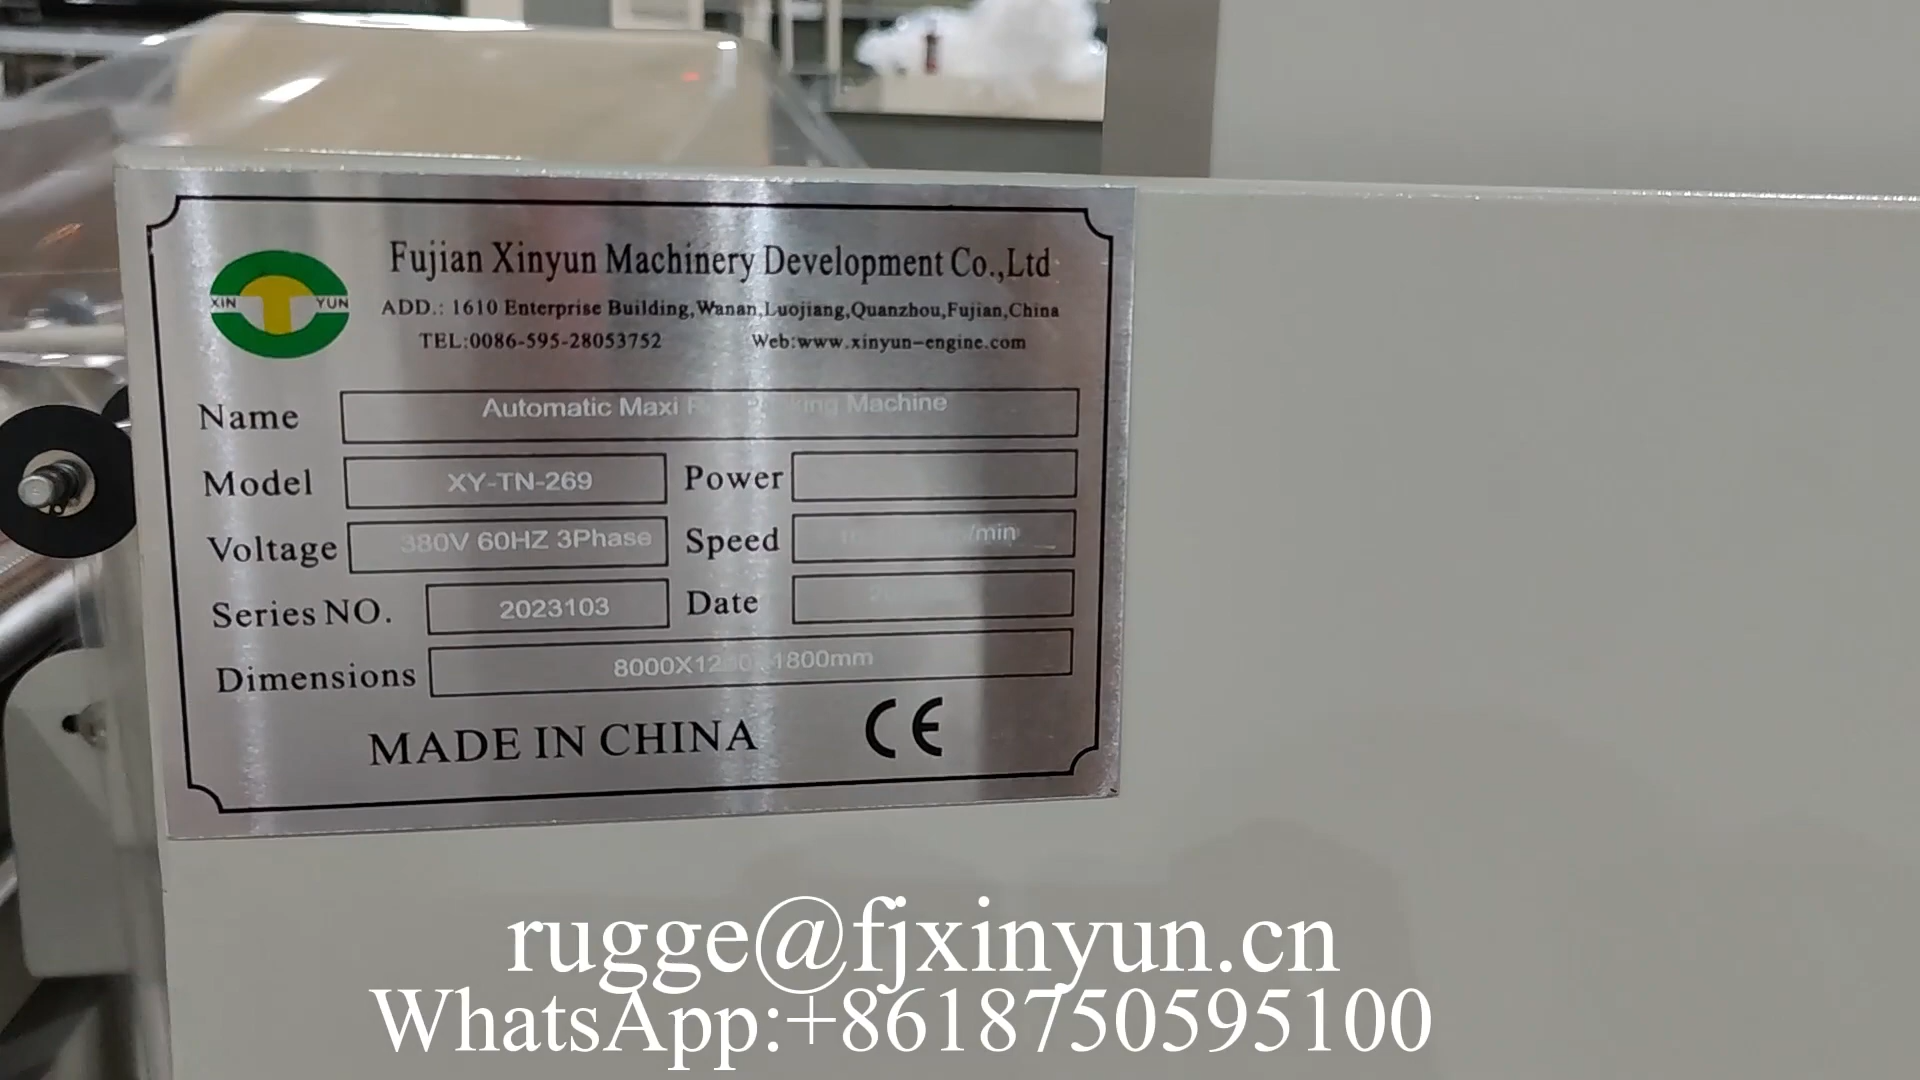 XIN YUN
Fujian Xinyun Machinery Development Co.,Ltd
ADD.: 1610 Enterprise Building,Wanan,Luojiang,Quanzhou,Fujian,China
TEL:0086-595-28053752 Web:www.xinyun-engine.com
Name Automatic Maxi Machine
Model XY-TN-269 Power
Voltage 380V 60HZ 3Phase Speed /min
Series NO. 2023103 Date
Dimensions 1800mm
MADE IN CHINA CE
rugge@fjxinyun.cn
WhatsApp:+8618750595100